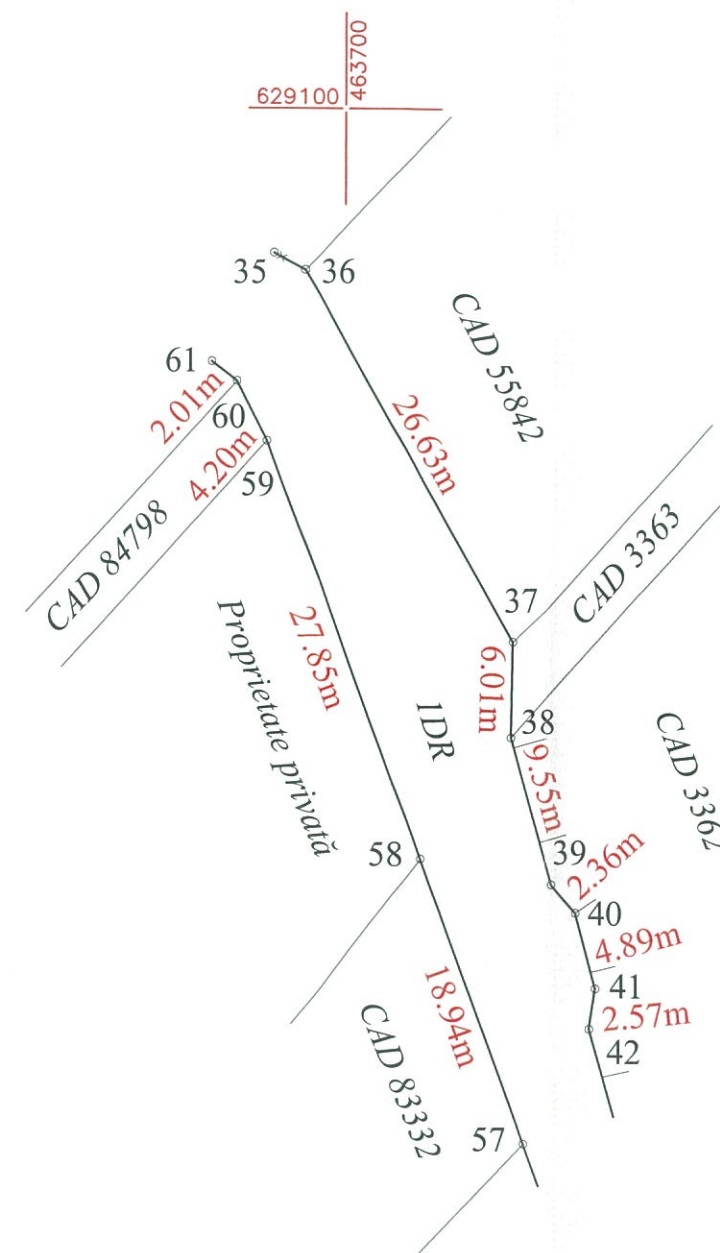 629100
463700
35
36
CAD 55842
61
2.01m
60
26.63m
4.20m
59
CAD 84798
CAD 3363
37
Proprietate privată
27.85m
6.01m
1DR
38
9.55m
CAD 3362
39
2.36m
58
40
4.89m
18.94m
41
2.57m
CAD 83332
42
57